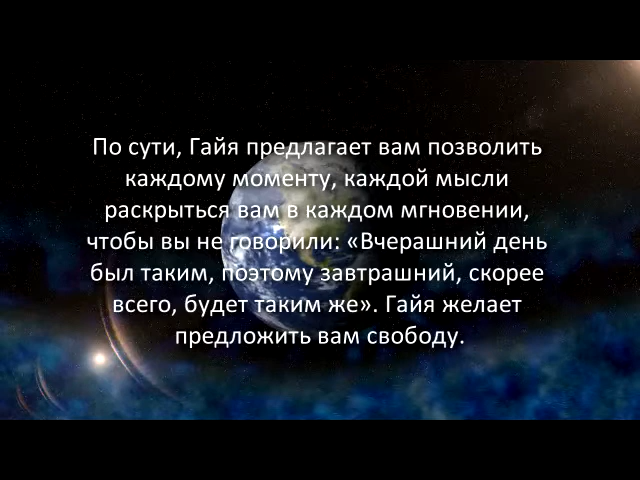 По сути, Гайя предлагает вам позволить
каждому моменту, каждой мысли
раскрыться вам в каждом мгновении,
чтобы вы не говорили: «Вчерашний день
был таким, поэтому завтрашний, скорее
всего, будет таким же». Гайя желает
предложить вам свободу.